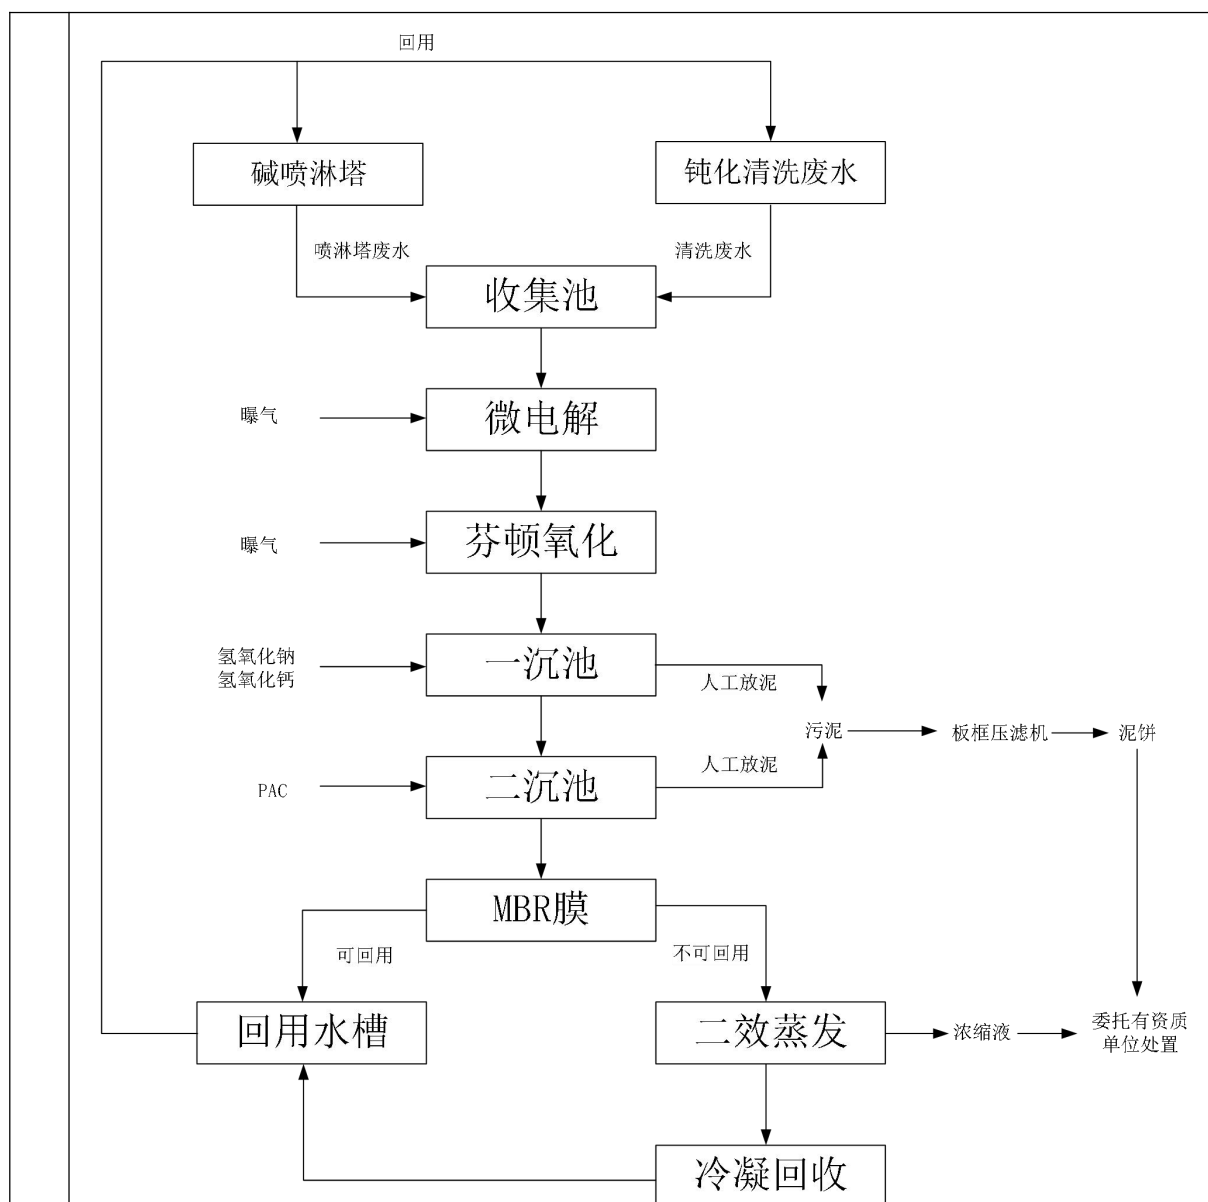 回用
碱喷淋塔
钝化清洗废水
喷淋塔废水
清洗废水
收集池
曝气
微电解
曝气
芬顿氧化
氢氧化钠
氢氧化钙
一沉池
人工放泥
污泥
板框压滤机
泥饼
PAC
二沉池
人工放泥
MBR膜
可回用
不可回用
回用水槽
二效蒸发
浓缩液
委托有资质
单位处置
冷凝回收